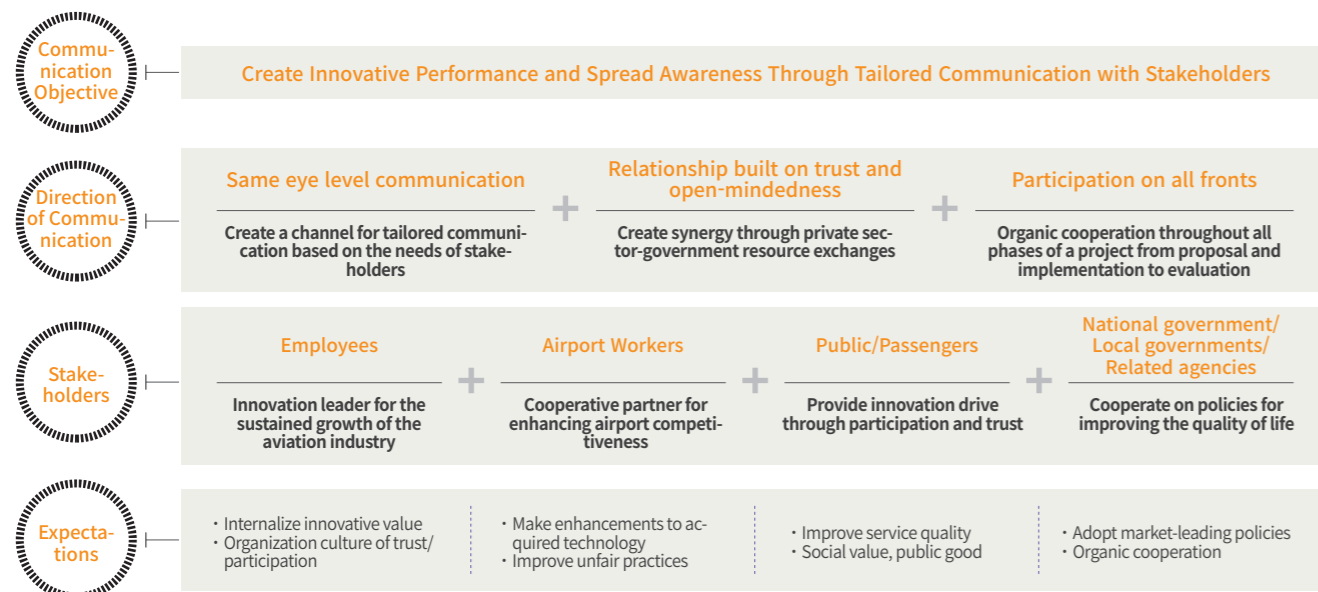 Commu-
nication
Objective
Create Innovative Performance and Spread Awareness Through Tailored Communication with Stakeholders
Direction
of Commu-
nication
Same eye level communication
Create a channel for tailored communi-
cation based on the needs of stake-
holders
+
Relationship built on trust and
open-mindedness
Create synergy through private sec-
tor-government resource exchanges
+
Participation on all fronts
Organic cooperation throughout all
phases of a project from proposal and
implementation to evaluation
Stake-
holders
Employees
Innovation leader for the
sustained growth of the
aviation industry
+
Airport Workers
Cooperative partner for
enhancing airport competi-
tiveness
+
Public/Passengers
Provide innovation drive
through participation and trust
+
National government/
Local governments/
Related agencies
Cooperate on policies for
improving the quality of life
Expecta-
tions
· Internalize innovative value
· Organization culture of trust/
participation
· Make enhancements to ac-
quired technology
· Improve unfair practices
· Improve service quality
· Social value, public good
· Adopt market-leading policies
· Organic cooperation